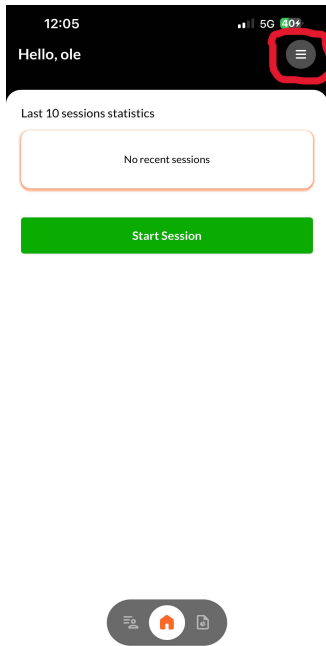 12:05
5G 40
Hello, ole
Last 10 sessions statistics
No recent sessions
Start Session